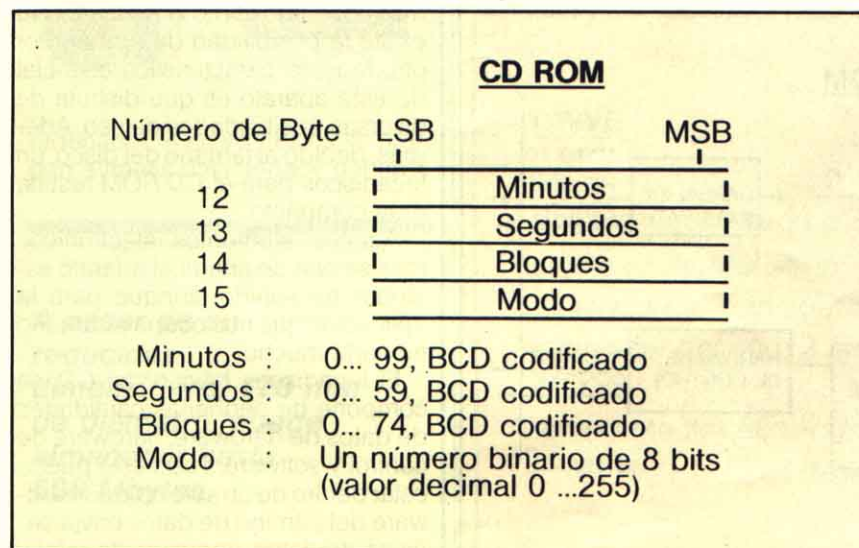 CD ROM
Número de Byte LSB MSB
12 Minutos
13 Segundos
14 Bloques
15 Modo
Minutos : 0... 99, BCD codificado
Segundos : 0... 59, BCD codificado
Bloques : 0... 74, BCD codificado
Modo : Un número binario de 8 bits
(valor decimal 0 ...255)